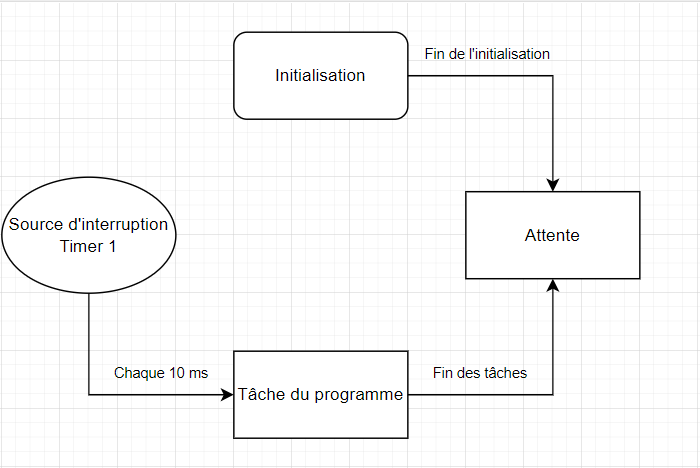 Fin de l'initialisation
Initialisation
Source d'interruption
Timer 1
Attente
Chaque 10 ms
Fin des tâches
Tâche du programme